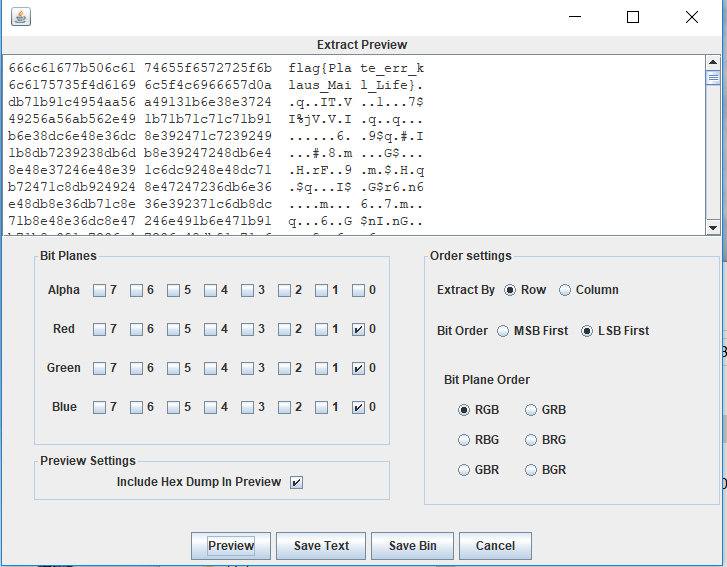 Extract Preview
666c61677b506c61 74655f6572725f6b flag{Pla te_err_k
6c6175735f4d6169 6c5f4c6966657d0a laus_Mai l_Life}.
db71b91c4954aa56 a49131b6e38e3724 .q..IT.V ..1...7$
49256a56ab562e49 1b71b71c71c71b91 I%jV.V.I .q..q...
b6e38dc6e48e36dc 8e392471c7239249 ......6. .9$q.#.I
1b8db7239238db6d b8e39247248db6e4 ...#.8.m ...G$...
8e48e37246e48e39 1c6dc9248e48dc71 .H.rF..9 .m.$.H.q
b72471c8db924924 8e47247236db6e36 .$q...I$ .G$r6.n6
e48db8e36db71c8e 36e392371c6db8dc ....m... 6..7.m..
71b8e48e36dc8e47 246e491b6e471b91 q...6..G $nI.nG..
Bit Planes
Alpha 7 6 5 4 3 2 1 0
Red 7 6 5 4 3 2 1 0
Green 7 6 5 4 3 2 1 0
Blue 7 6 5 4 3 2 1 0
Preview Settings
Include Hex Dump In Preview
Order settings
Extract By Row Column
Bit Order MSB First LSB First
Bit Plane Order
RGB GRB
RBG BRG
GBR BGR
Preview Save Text Save Bin Cancel